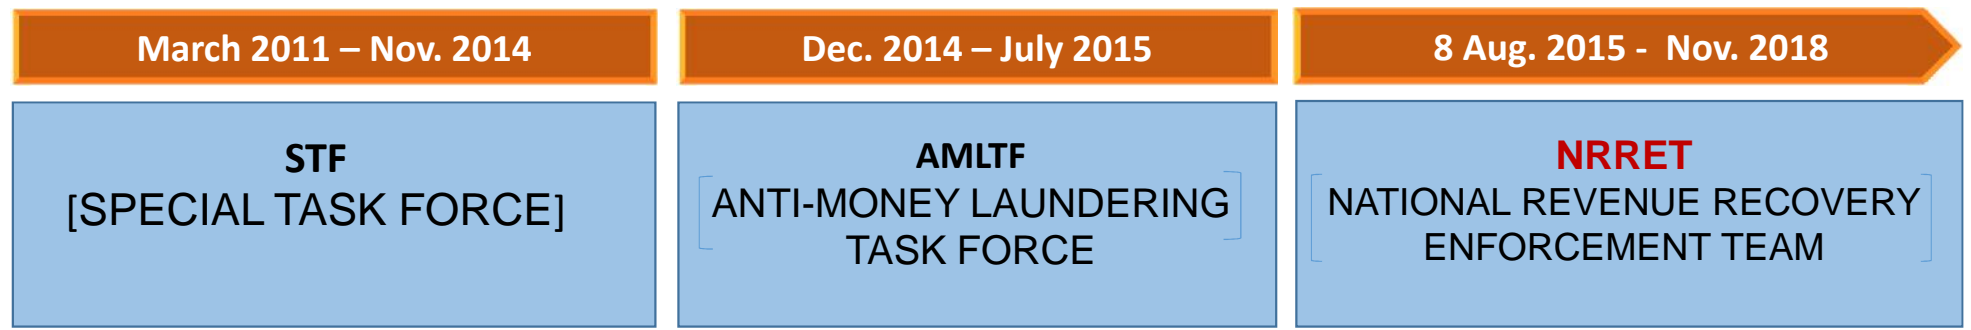 March 2011 – Nov. 2014
Dec. 2014 – July 2015
8 Aug. 2015 - Nov. 2018
STF
[SPECIAL TASK FORCE]
AMLTF
ANTI-MONEY LAUNDERING
TASK FORCE
NRRET
NATIONAL REVENUE RECOVERY
ENFORCEMENT TEAM